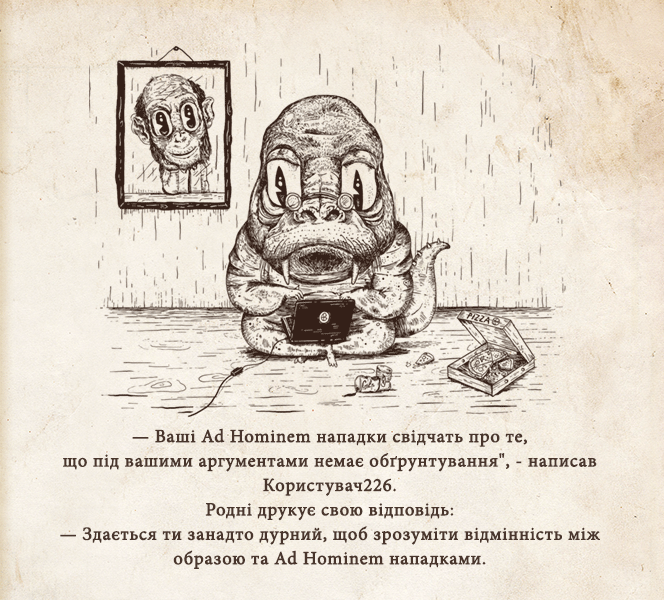 PIZZA
— Ваші Ad Hominem нападки свідчать про те,
що під вашими аргументами немає обґрунтування", - написав
Користувач226.
Родні друкує свою відповідь:
— Здається ти занадто дурний, щоб зрозуміти відмінність між
образою та Ad Hominem нападками.